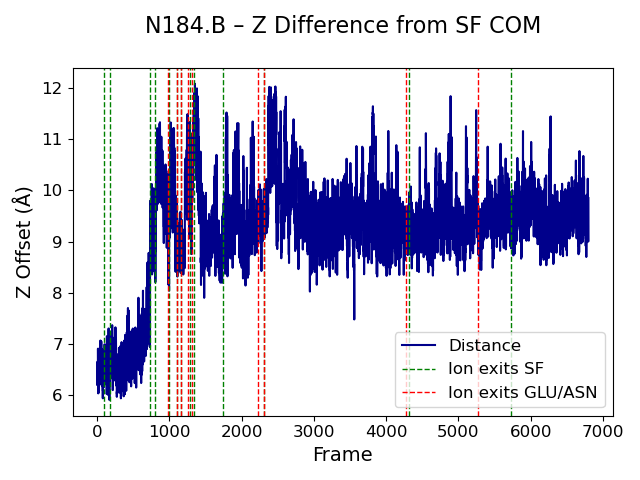 N184.B – Z Difference from SF COM
Z Offset (Å)
12
11
10
9
8
7
6
Distance
Ion exits SF
Ion exits GLU/ASN
0 1000 2000 3000 4000 5000 6000 7000
Frame